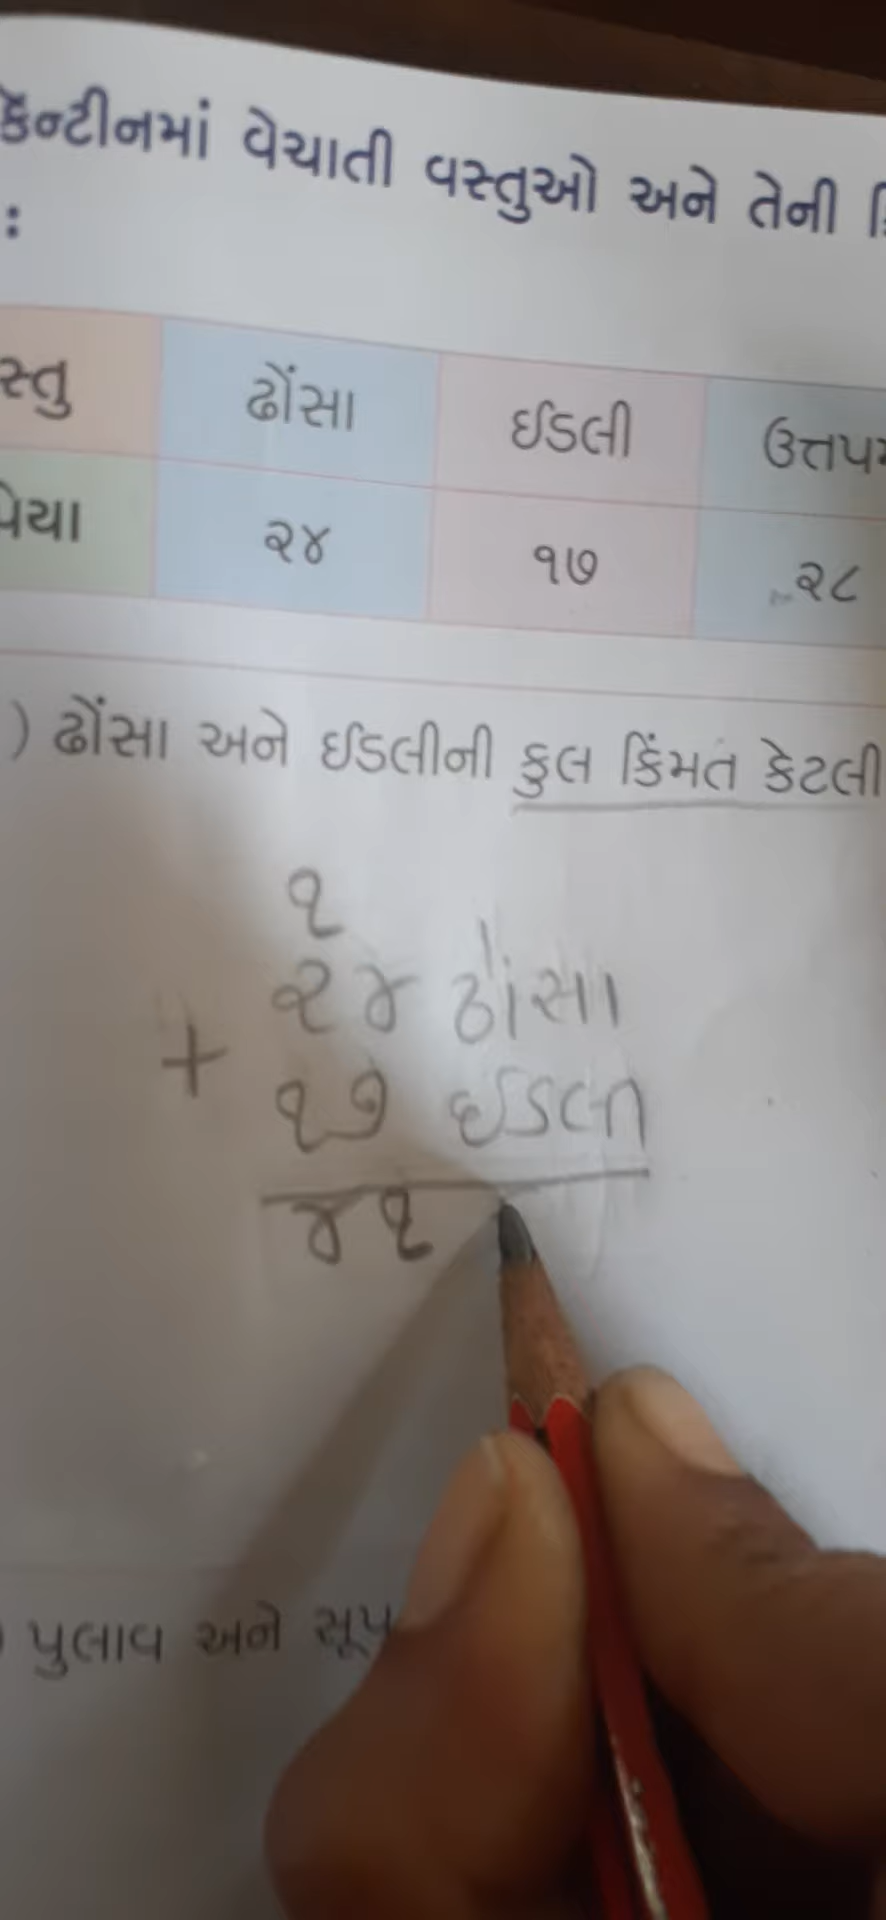 કૅન્ટીનમાં વેચાતી વસ્તુઓ અને તેની
:
સ્તુ ઢોંસા ઈડલી ઉત્તપ
પેયા ૨૪ ૧૭ ૨૮
) ઢોંસા અને ઈડલીની કુલ કિંમત કેટલી
૧
૨૪ ઢોંસા
+ ૧૭ ઈડલી
૪૧
) પુલાવ અને સૂપ